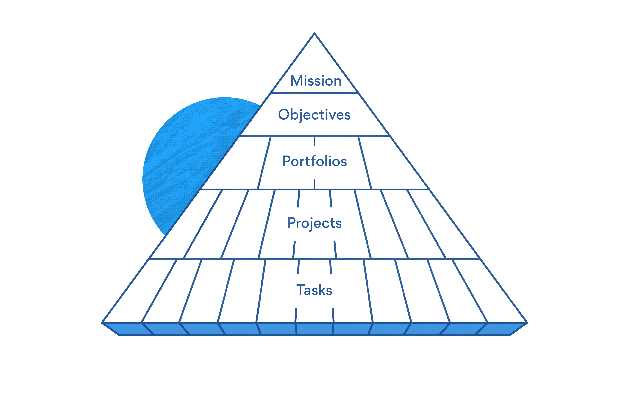 Mission
Objectives
Portfolios
Projects
Tasks